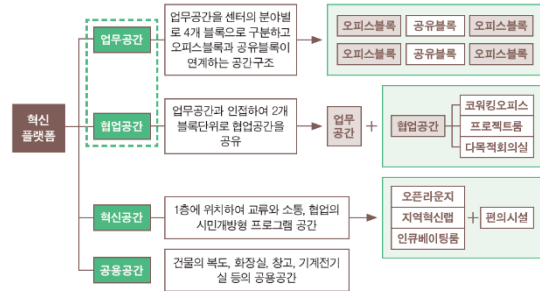 혁신
플랫폼
업무공간
업무공간을 센터의 분야별
로 4개 블록으로 구분하고
오피스블록과 공유블록이
연계하는 공간구조
오피스블록 공유블록 오피스블록
오피스블록 공유블록 오피스블록
협업공간
업무공간과 인접하여 2개
블록단위로 협업공간을
공유
업무
공간
+
협업공간
코워킹오피스
프로젝트룸
다목적회의실
혁신공간
1층에 위치하여 교류와 소통, 협업의
시민개방형 프로그램 공간
오픈라운지
지역혁신랩
인큐베이팅룸
+
편의시설
공용공간
건물의 복도, 화장실, 창고, 기계전기
실 등의 공용공간